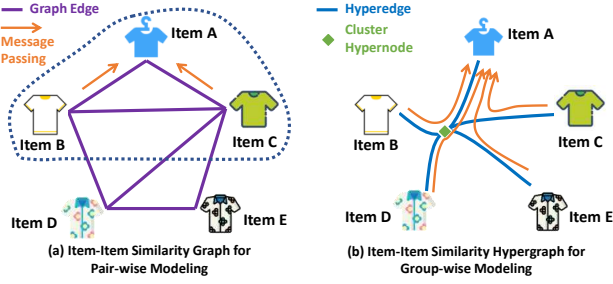 Graph Edge
Message
Passing
Item A
Item B
Item C
Item D
Item E
(a) Item-Item Similarity Graph for
Pair-wise Modeling
Hyperedge
Cluster
Hypernode
Item A
Item B
Item C
Item D
Item E
(b) Item-Item Similarity Hypergraph for
Group-wise Modeling